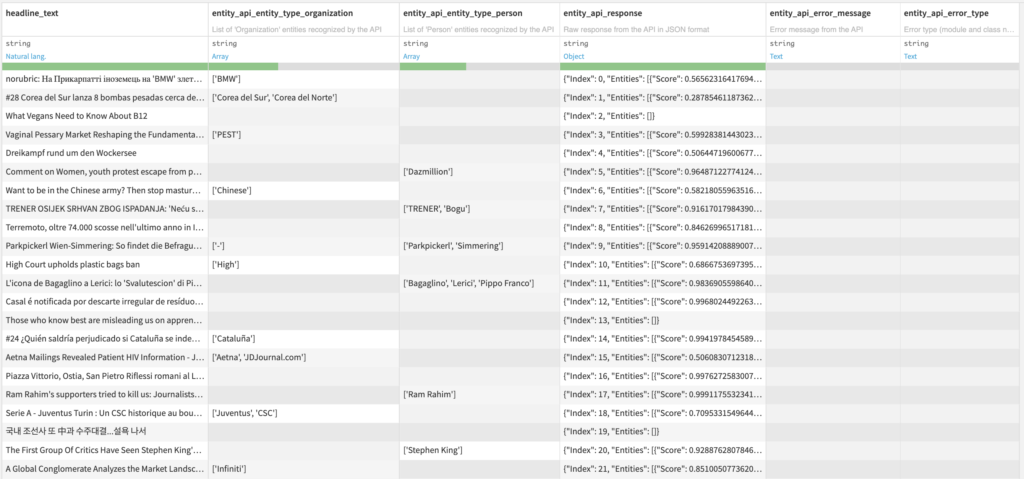 headline_text entity_api_entity_type_organization entity_api_entity_type_person entity_api_response entity_api_error_message entity_api_error_type
List of 'Organization' entities recognized by the API List of 'Person' entities recognized by the API Raw response from the API in JSON format Error message from the API Error type (module and class n...
string string string string string string
Natural lang. Array Array Object Text Text
norubric: На Прикарпатті іноземець на 'BMW' злет... ['BMW'] {"Index": 0, "Entities": [{"Score": 0.56562316417694...
#28 Corea del Sur lanza 8 bombas pesadas cerca de... ['Corea del Sur', 'Corea del Norte'] {"Index": 1, "Entities": [{"Score": 0.28785461187362...
What Vegans Need to Know About B12 {"Index": 2, "Entities": []}
Vaginal Pessary Market Reshaping the Fundamenta... ['PEST'] {"Index": 3, "Entities": [{"Score": 0.59928381443023...
Dreikampf rund um den Wockersee {"Index": 4, "Entities": [{"Score": 0.50644719600677...
Comment on Women, youth protest escape from p... ['Dazmillion'] {"Index": 5, "Entities": [{"Score": 0.96487122774124...
Want to be in the Chinese army? Then stop mastur... ['Chinese'] {"Index": 6, "Entities": [{"Score": 0.58218055963516...
TRENER OSIJEK SRHVAN ZBOG ISPADANJA: 'Neću s... ['TRENER', 'Bogu'] {"Index": 7, "Entities": [{"Score": 0.91617017984390...
Terremoto, oltre 74.000 scosse nell'ultimo anno in I... {"Index": 8, "Entities": [{"Score": 0.84626996517181...
Parkpickerl Wien-Simmering: So findet die Befragu... ['-'] ['Parkpickerl', 'Simmering'] {"Index": 9, "Entities": [{"Score": 0.95914208889007...
High Court upholds plastic bags ban ['High'] {"Index": 10, "Entities": [{"Score": 0.6866753697395...
L'icona de Bagaglino a Lerici: lo 'Svalutescion' di Pi... ['Bagaglino', 'Lerici', 'Pippo Franco'] {"Index": 11, "Entities": [{"Score": 0.9836905598640...
Casal é notificada por descarte irregular de resíduo... {"Index": 12, "Entities": [{"Score": 0.9968024492263...
Those who know best are misleading us on appren... {"Index": 13, "Entities": []}
#24 ¿Quién saldría perjudicado si Cataluña se inde... ['Cataluña'] {"Index": 14, "Entities": [{"Score": 0.9941978454589...
Aetna Mailings Revealed Patient HIV Information - J... ['Aetna', 'JDJournal.com'] {"Index": 15, "Entities": [{"Score": 0.5060830712318...
Piazza Vittorio, Ostia, San Pietro Riflessi romani al L... {"Index": 16, "Entities": [{"Score": 0.9976272583007...
Ram Rahim's supporters tried to kill us: Journalists... ['Ram Rahim'] {"Index": 17, "Entities": [{"Score": 0.9991175532341...
Serie A - Juventus Turin : Un CSC historique au bou... ['Juventus', 'CSC'] {"Index": 18, "Entities": [{"Score": 0.7095331549644...
국내 조선사 또 中과 수주대결...설욕 나서 {"Index": 19, "Entities": []}
The First Group Of Critics Have Seen Stephen King'... ['Stephen King'] {"Index": 20, "Entities": [{"Score": 0.9288762807846...
A Global Conglomerate Analyzes the Market Landsc... ['Infiniti'] {"Index": 21, "Entities": [{"Score": 0.8510050773620...